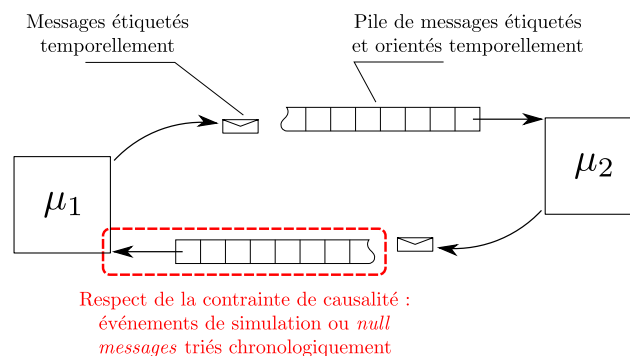 Messages étiquetés
temporellement
Pile de messages étiquetés
et orientés temporellement
μ1
μ2
Respect de la contrainte de causalité :
événements de simulation ou null
messages triés chronologiquement